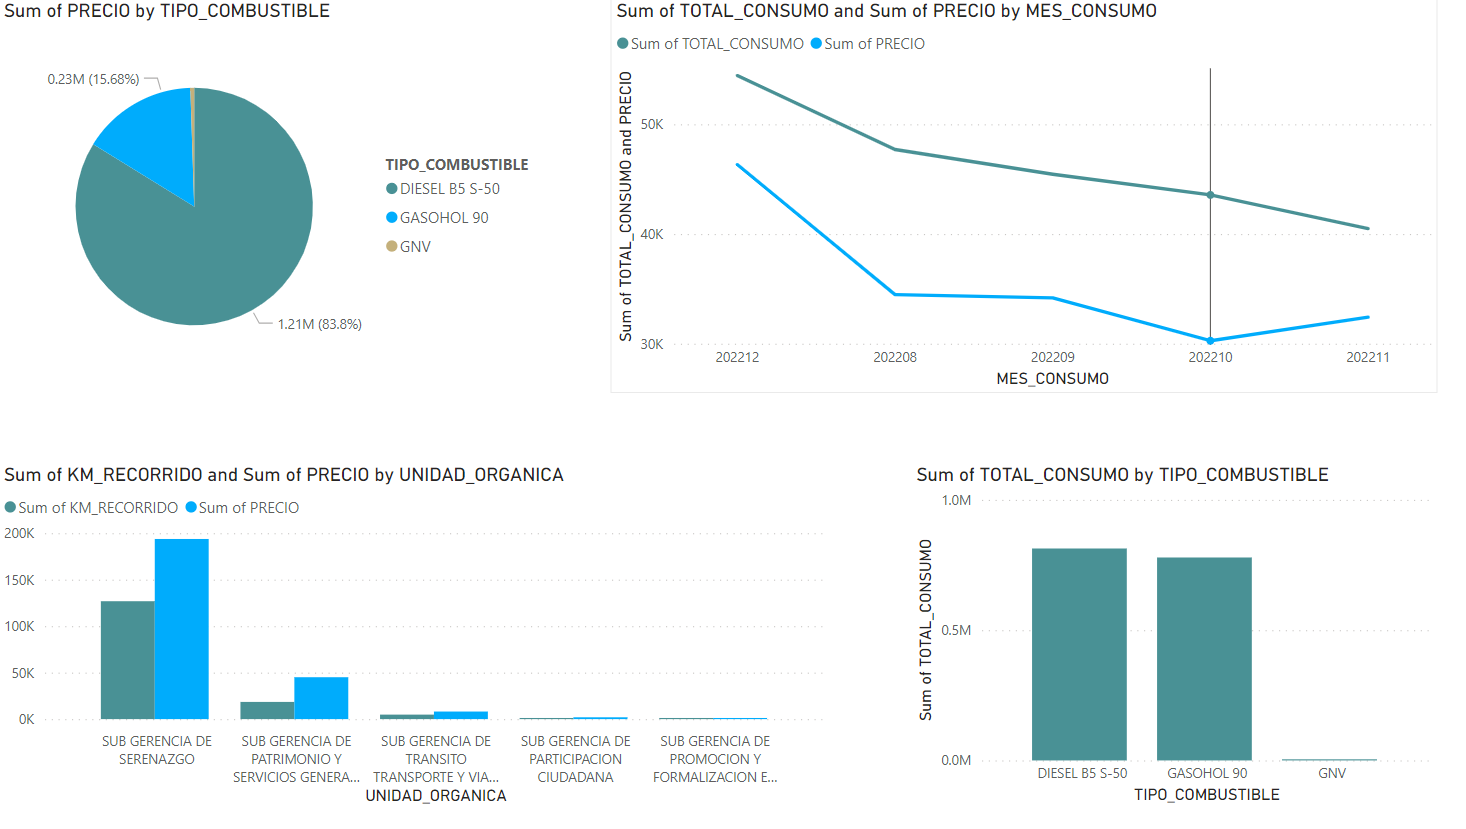 Sum of PRECIO by TIPO_COMBUSTIBLE
0.23M (15.68%)
1.21M (83.8%)
TIPO_COMBUSTIBLE
DIESEL B5 S-50
GASOHOL 90
GNV
Sum of TOTAL_CONSUMO and Sum of PRECIO by MES_CONSUMO
Sum of TOTAL_CONSUMO Sum of PRECIO
Sum of TOTAL_CONSUMO and PRECIO
50K
40K
30K
202212 202208 202209 202210 202211
MES_CONSUMO
Sum of KM_RECORRIDO and Sum of PRECIO by UNIDAD_ORGANICA
Sum of KM_RECORRIDO Sum of PRECIO
200K
150K
100K
50K
0K
SUB GERENCIA DE
SERENAZGO
SUB GERENCIA DE
PATRIMONIO Y
SERVICIOS GENERA...
SUB GERENCIA DE
TRANSITO
TRANSPORTE Y VIA...
SUB GERENCIA DE
PARTICIPACION
CIUDADANA
SUB GERENCIA DE
PROMOCION Y
FORMALIZACION E...
UNIDAD_ORGANICA
Sum of TOTAL_CONSUMO by TIPO_COMBUSTIBLE
Sum of TOTAL_CONSUMO
1.0M
0.5M
0.0M
DIESEL B5 S-50 GASOHOL 90 GNV
TIPO_COMBUSTIBLE